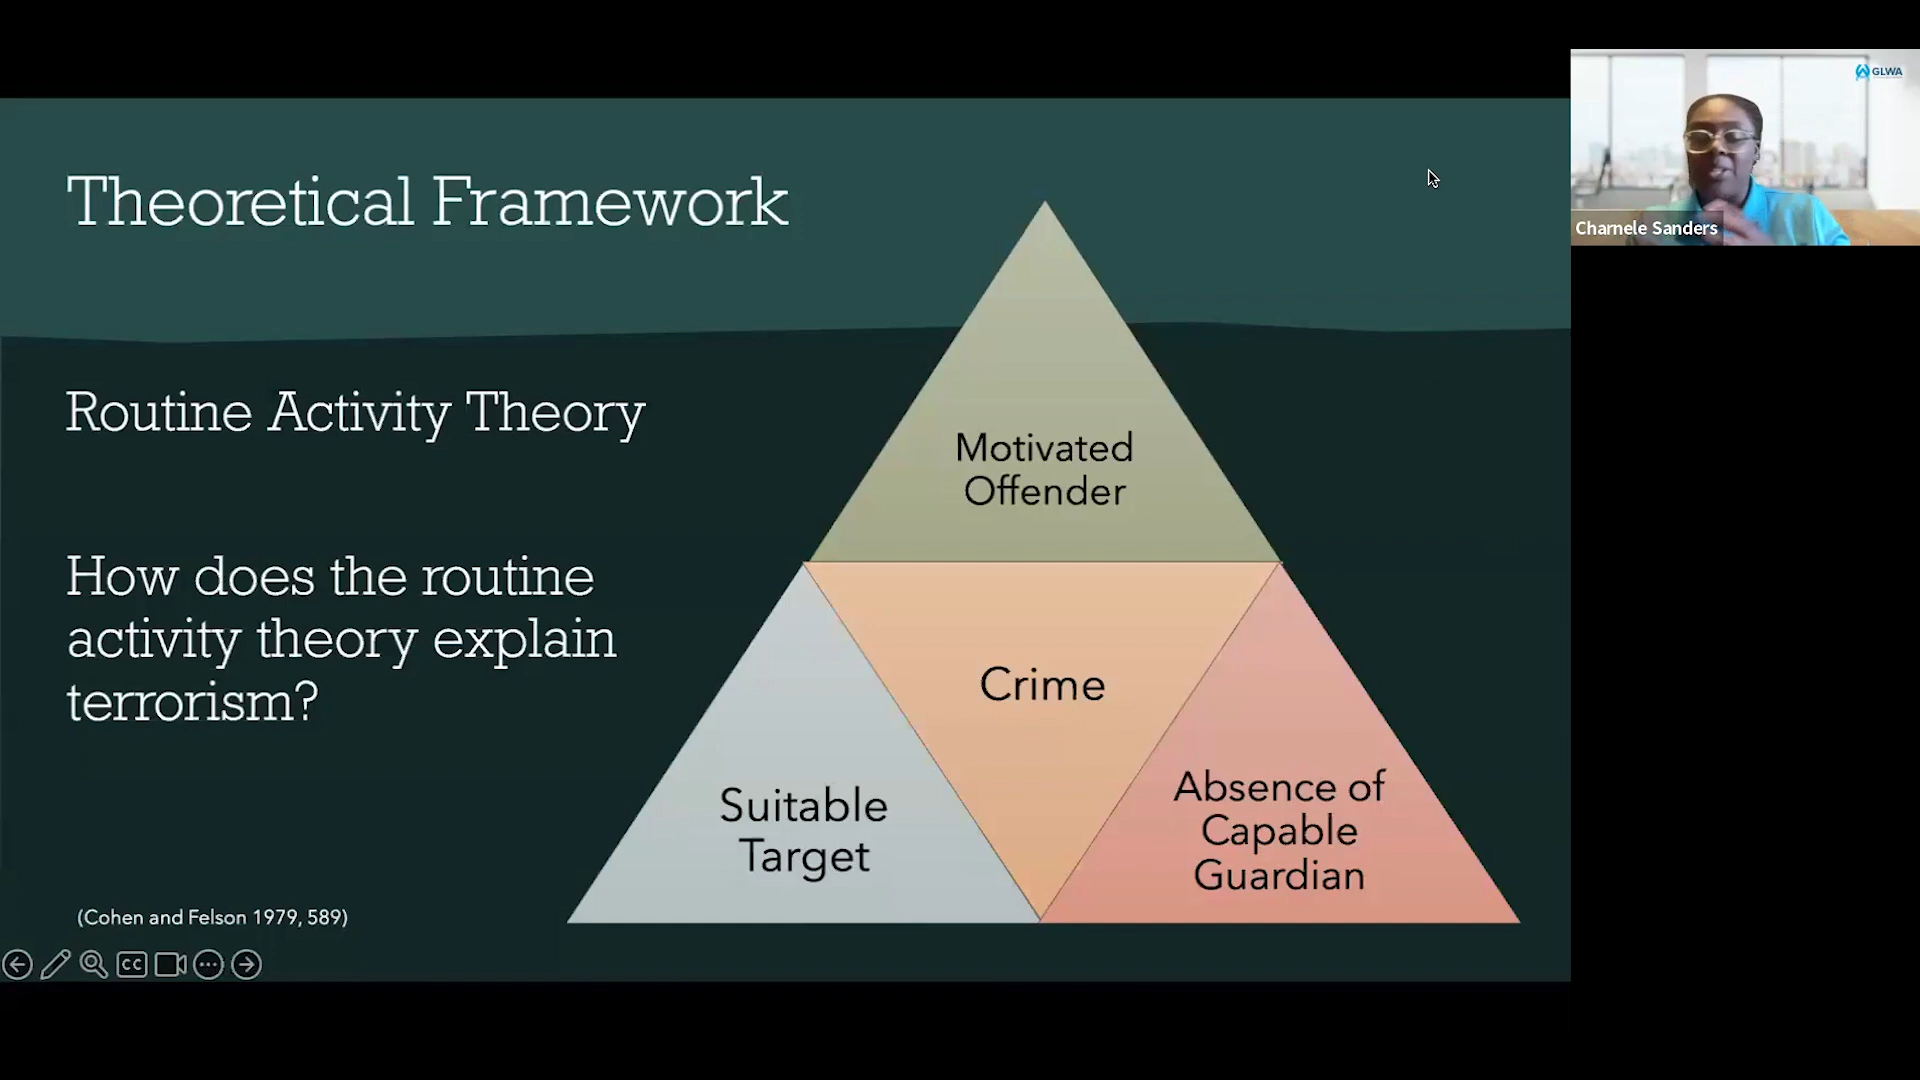 Theoretical Framework
Routine Activity Theory
How does the routine
activity theory explain
terrorism?
(Cohen and Felson 1979, 589)
Motivated
Offender
Crime
Suitable
Target
Absence of
Capable
Guardian
CC
GLWA
Charnele Sanders